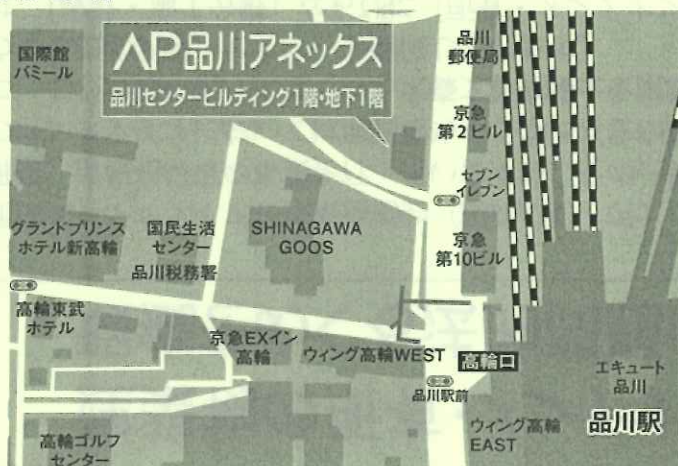 国際館
パミール
AP品川アネックス
品川センタービルディング1階・地下1階
品川
郵便局
京急
第2ビル
セブン
イレブン
グランドプリンス
ホテル新高輪
国民生活
センター
品川税務署
SHINAGAWA
GOOS
京急
第10ビル
高輪東武
ホテル
京急EXイン
高輪
ウィング高輪WEST
高輪口
品川駅前
エキュート
品川
ウィング高輪
EAST
品川駅
高輪ゴルフ
センター